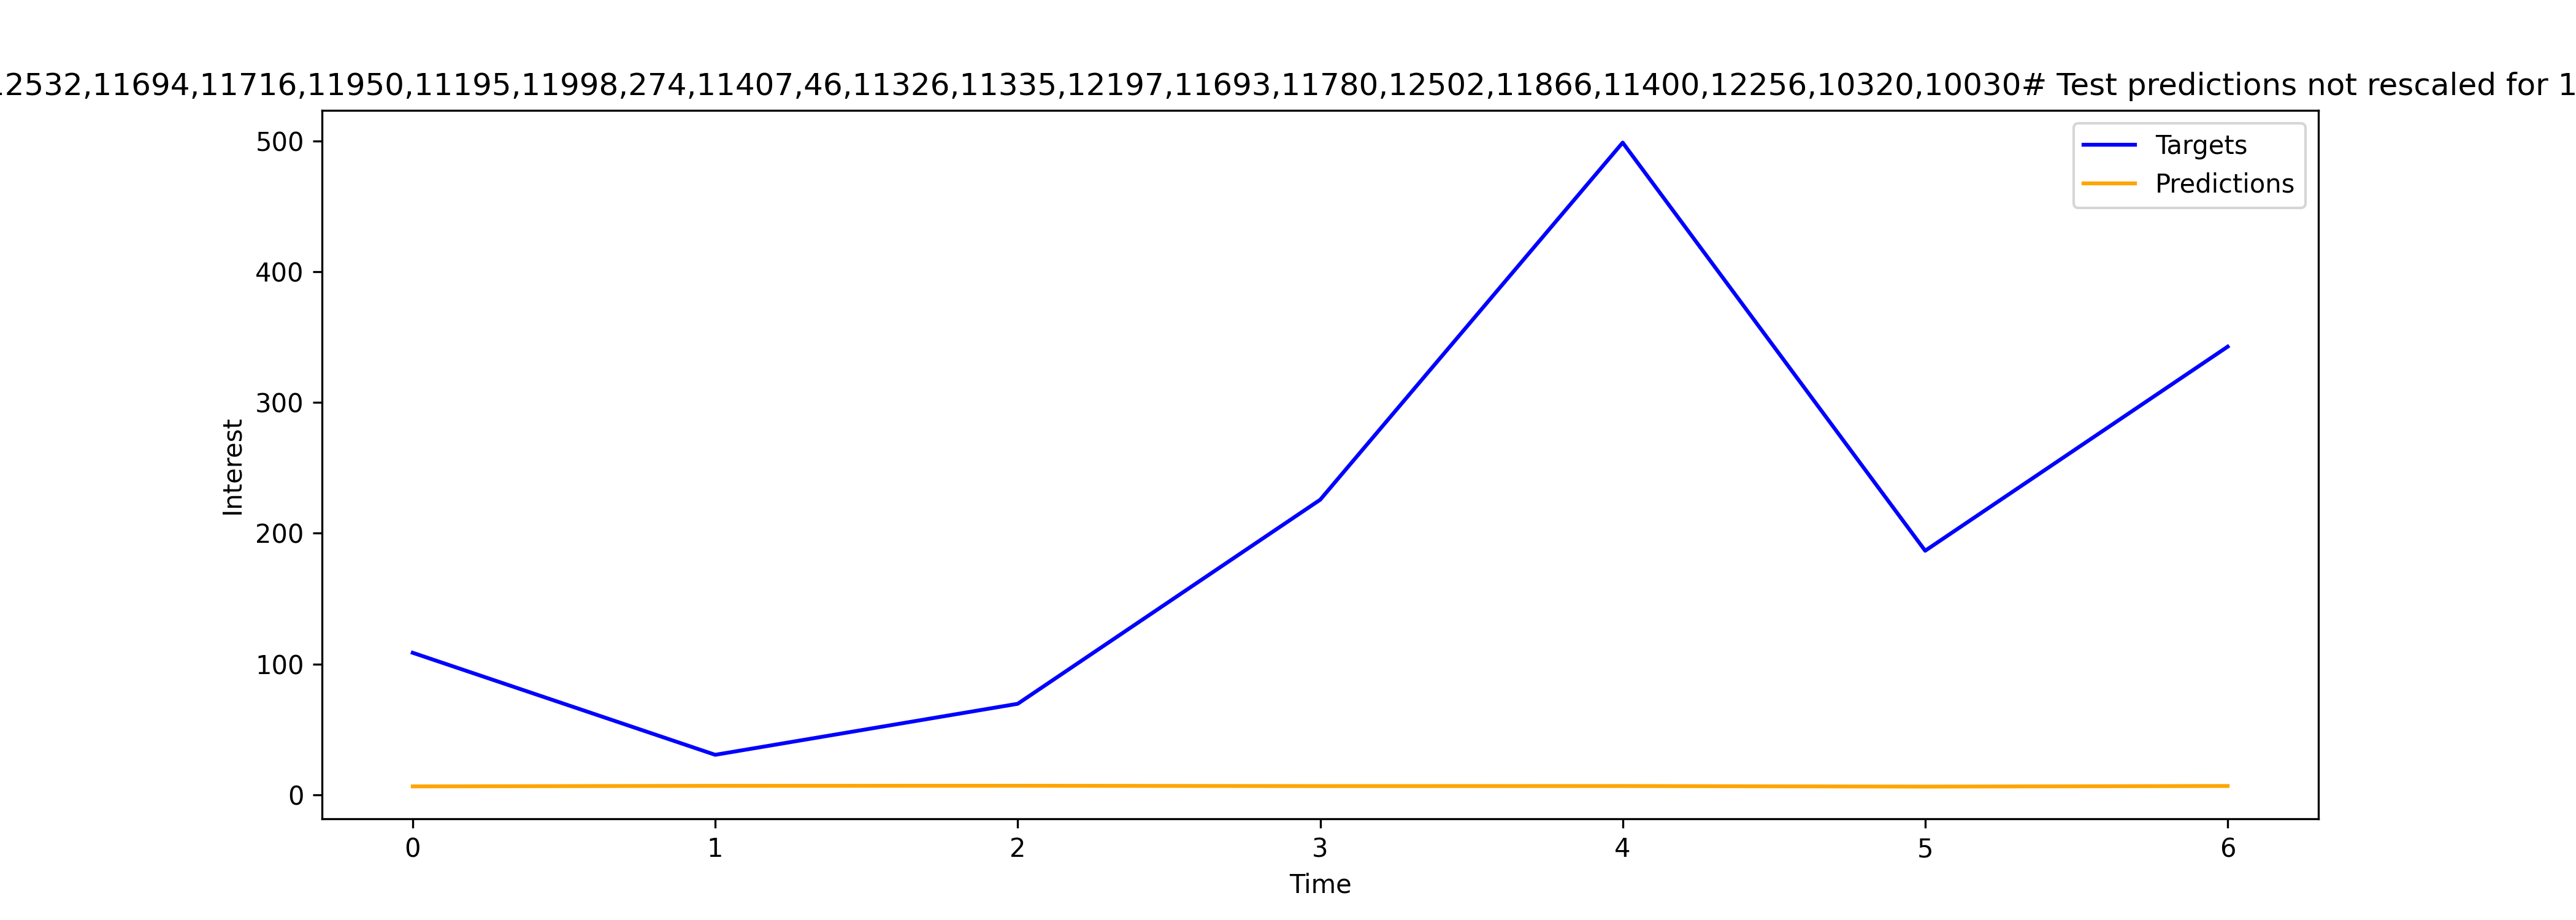 2532,11694,11716,11950,11195,11998,274,11407,46,11326,11335,12197,11693,11780,12502,11866,11400,12256,10320,10030# Test predictions not rescaled for 1
Targets
Predictions
500
400
300
200
100
0
Interest
0 1 2 3 4 5 6
Time